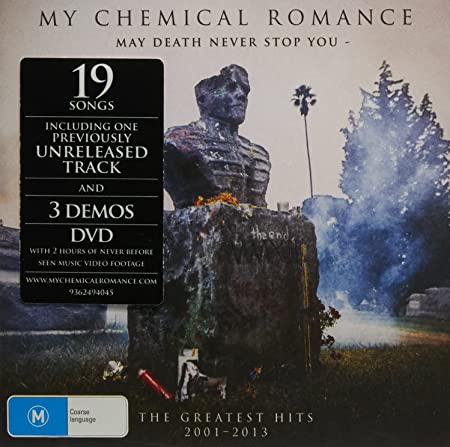 MY CHEMICAL ROMANCE
MAY DEATH NEVER STOP YOU -
19
SONGS
INCLUDING ONE
PREVIOUSLY
UNRELEASED
TRACK
AND
3 DEMOS
DVD
WITH 2 HOURS OF NEVER BEFORE
SEEN MUSIC VIDEO FOOTAGE
WWW.MYCHEMICALROMANCE.COM
9362494045
the end.
M
Coarse
language
THE GREATEST HITS
2001-2013